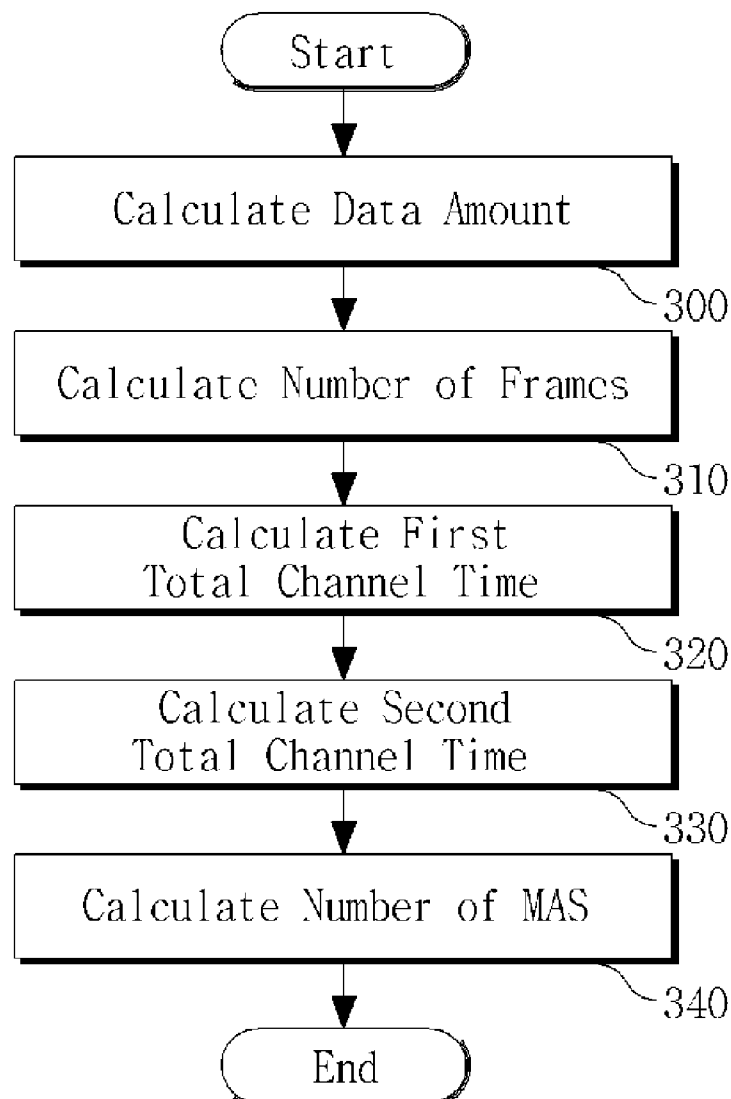 Start
Calculate Data Amount
300
Calculate Number of Frames
310
Calculate First
Total Channel Time
320
Calculate Second
Total Channel Time
330
Calculate Number of MAS
340
End